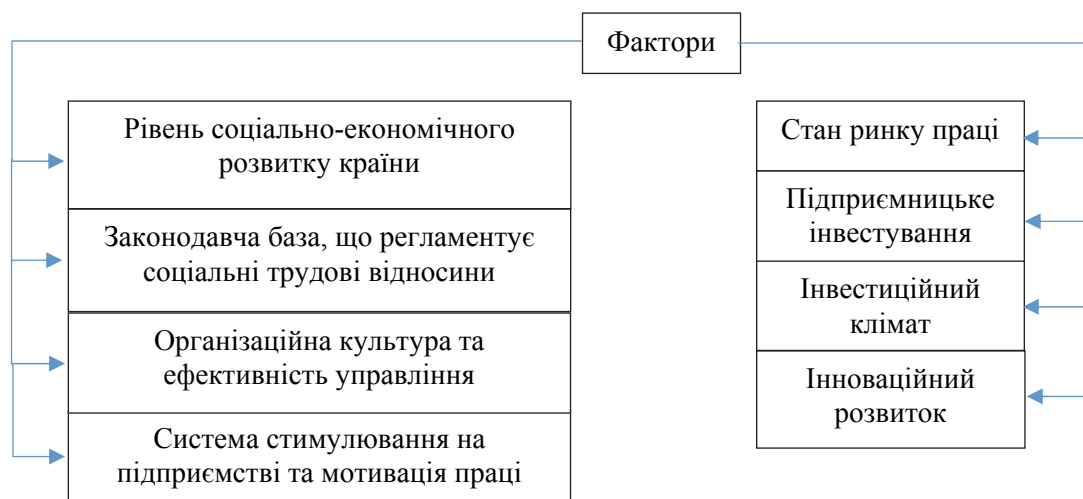 Фактори
Рівень соціально-економічного
розвитку країни
Законодавча база, що регламентує
соціальні трудові відносини
Організаційна культура та
ефективність управління
Система стимулювання на
підприємстві та мотивація праці
Стан ринку праці
Підприємницьке
інвестування
Інвестиційний
клімат
Інноваційний
розвиток